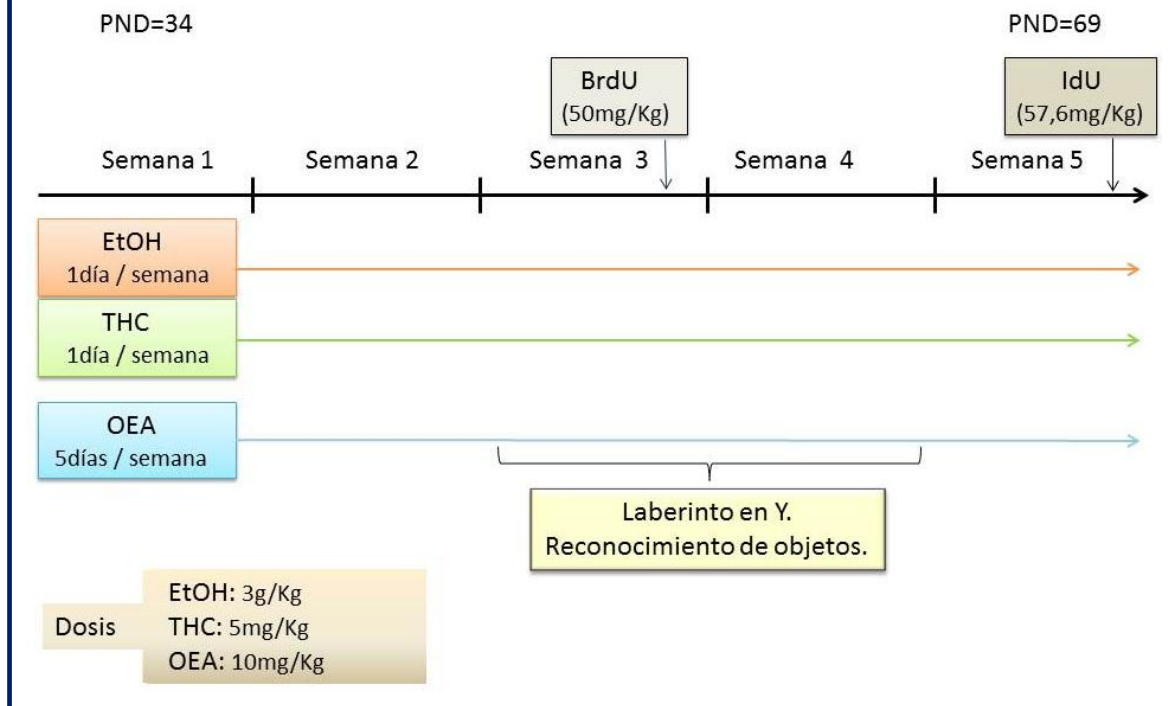 PND=34
PND=69
BrdU
(50mg/Kg)
IdU
(57,6mg/Kg)
Semana 1
Semana 2
Semana 3
Semana 4
Semana 5
EtOH
1día / semana
THC
1día / semana
OEA
5días / semana
Laberinto en Y.
Reconocimiento de objetos.
Dosis
EtOH: 3g/Kg
THC: 5mg/Kg
OEA: 10mg/Kg